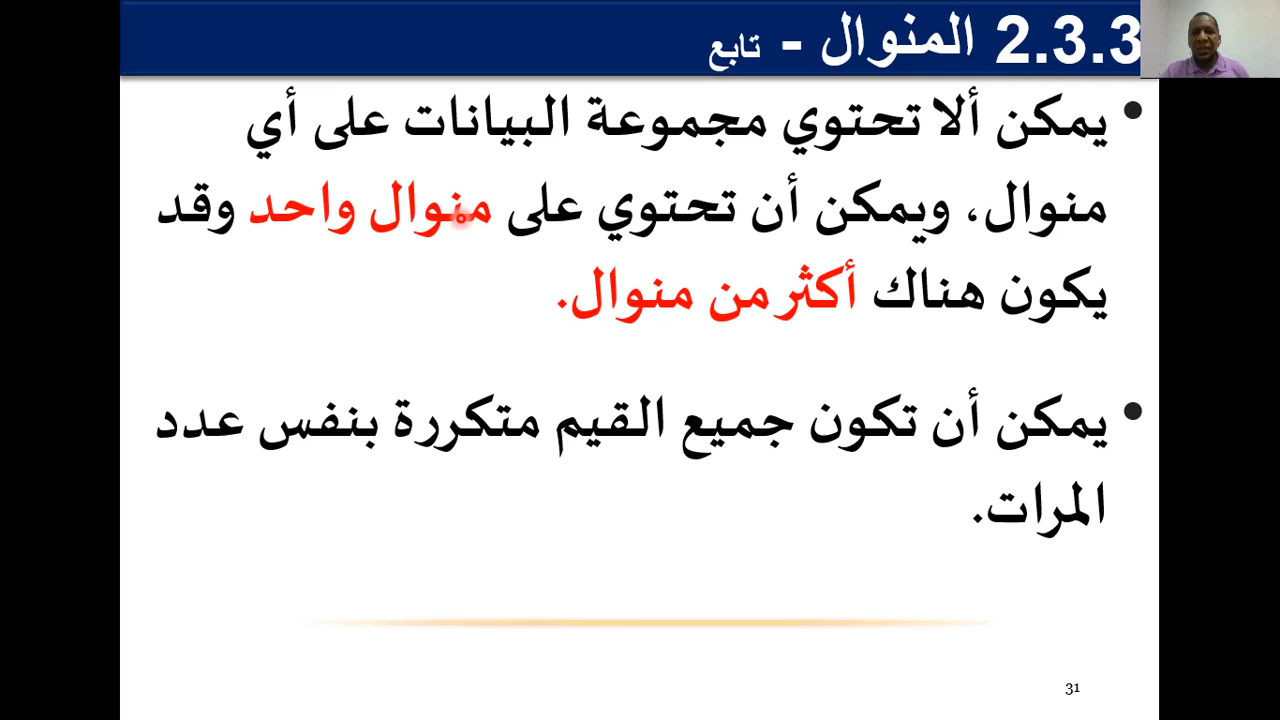 2.3.3 المنوال - تابع
• يمكن ألا تحتوي مجموعة البيانات على أي
منوال، ويمكن أن تحتوي على منوال واحد وقد
يكون هناك أكثر من منوال.
• يمكن أن تكون جميع القيم متكررة بنفس عدد
المرات.
31